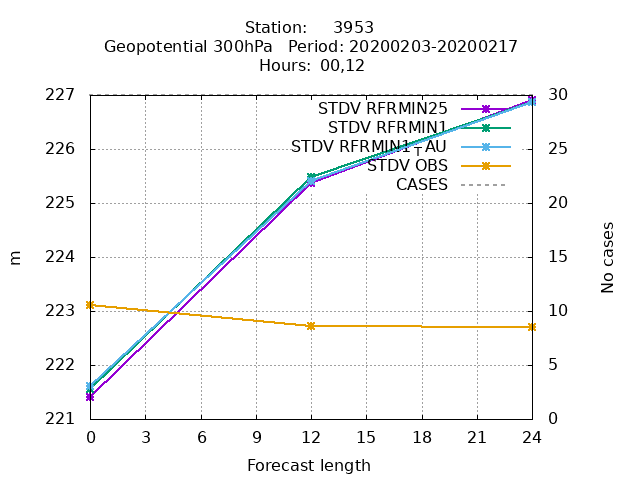 Station:     3953
Geopotential 300hPa   Period: 20200203-20200217
Hours: 00,12
227
226
225
224
223
222
221
30
25
20
15
10
5
0
STDV RFRMIN25
STDV RFRMIN1
STDV RFRMIN1_TAU
STDV OBS
CASES
m
No cases
0 3 6 9 12 15 18 21 24
Forecast length